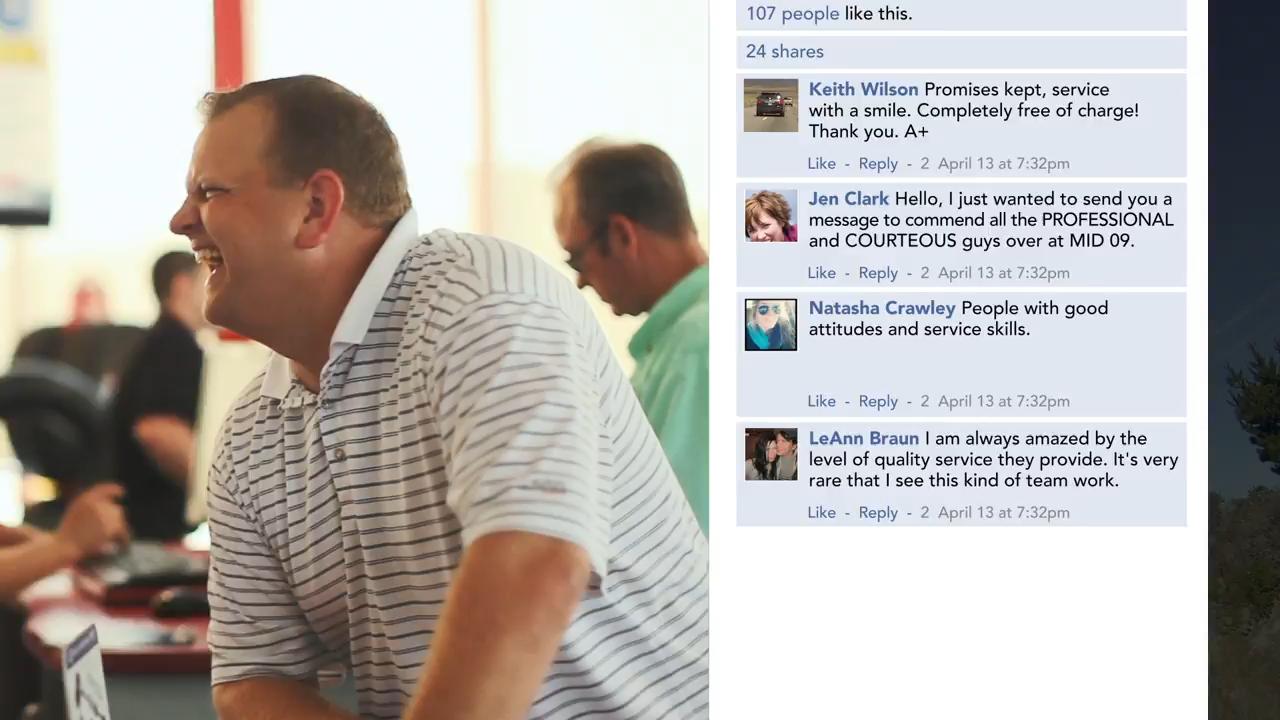 107 people like this.
24 shares
Keith Wilson Promises kept, service
with a smile. Completely free of charge!
Thank you. A+
Like - Reply - 2 April 13 at 7:32pm
Jen Clark Hello, I just wanted to send you a
message to commend all the PROFESSIONAL
and COURTEOUS guys over at MID 09.
Like - Reply - 2 April 13 at 7:32pm
Natasha Crawley People with good
attitudes and service skills.
Like - Reply - 2 April 13 at 7:32pm
LeAnn Braun I am always amazed by the
level of quality service they provide. It's very
rare that I see this kind of team work.
Like - Reply - 2 April 13 at 7:32pm